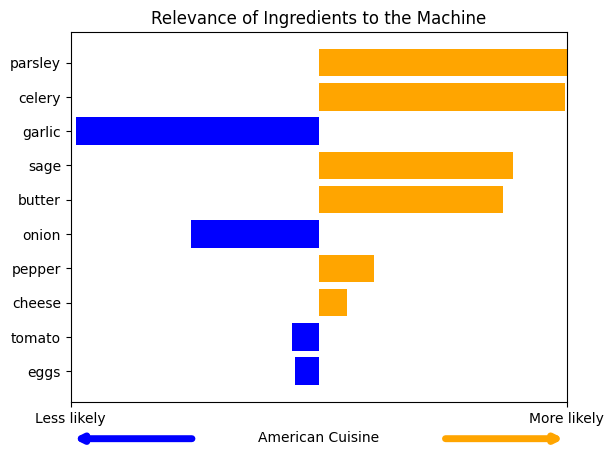 Relevance of Ingredients to the Machine
parsley
celery
garlic
sage
butter
onion
pepper
cheese
tomato
eggs
Less likely
More likely
American Cuisine